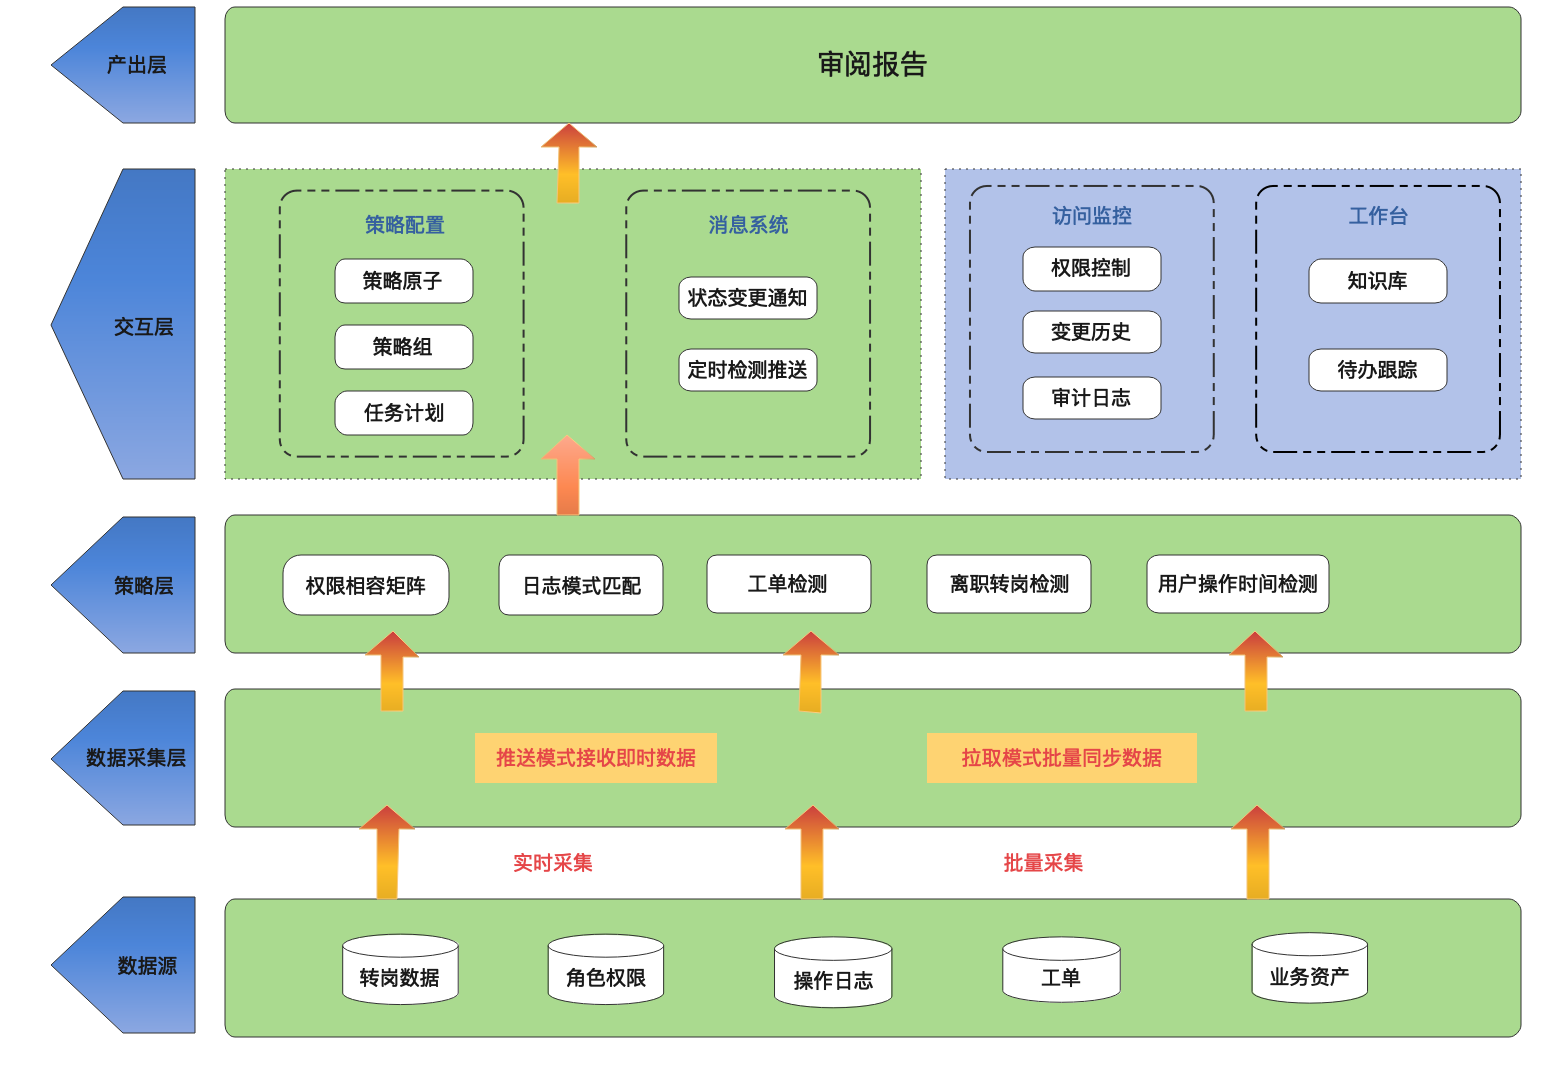 产出层
审阅报告
交互层
策略配置
策略原子
策略组
任务计划
消息系统
状态变更通知
定时检测推送
访问监控
权限控制
变更历史
审计日志
工作台
知识库
待办跟踪
策略层
权限相容矩阵
日志模式匹配
工单检测
离职转岗检测
用户操作时间检测
数据采集层
推送模式接收即时数据
拉取模式批量同步数据
实时采集
批量采集
数据源
转岗数据
角色权限
操作日志
工单
业务资产